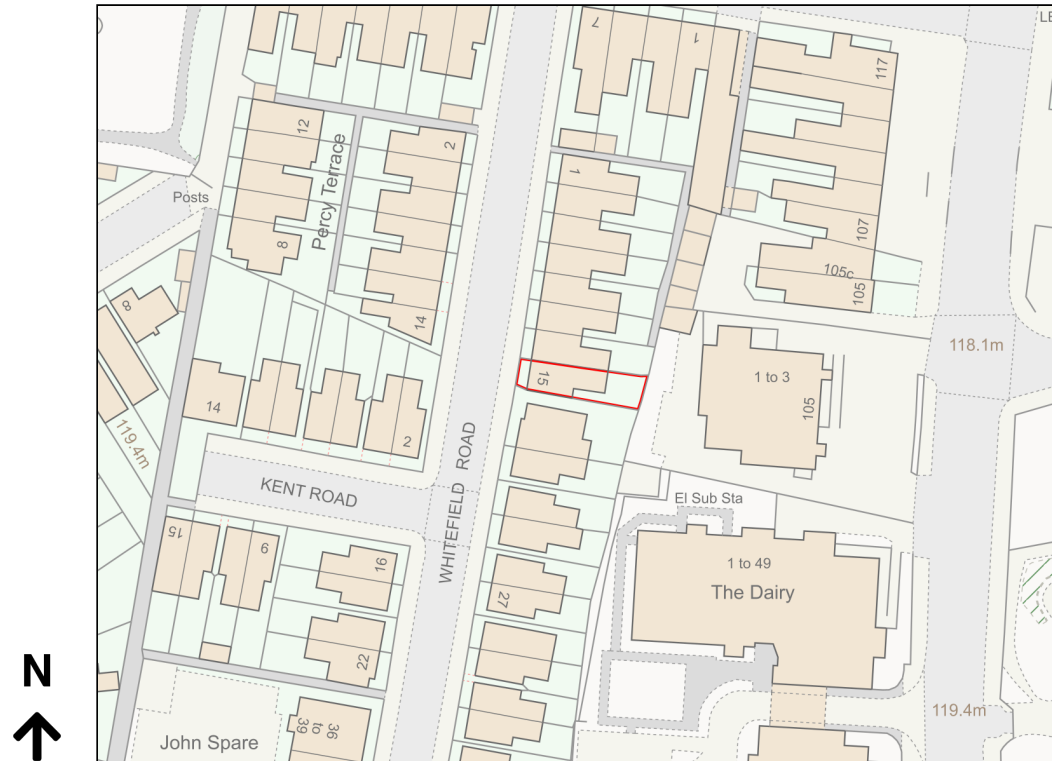 LE
7
1
117
12
Percy Terrace
2
Posts
1
8
107
105c
105
8
14
118.1m
1 to 3
105
15
14
2
119.4m
WHITEFIELD ROAD
KENT ROAD
El Sub Sta
15
9
19
1 to 49
The Dairy
27
22
N
119.4m
John Spare
36
to
39